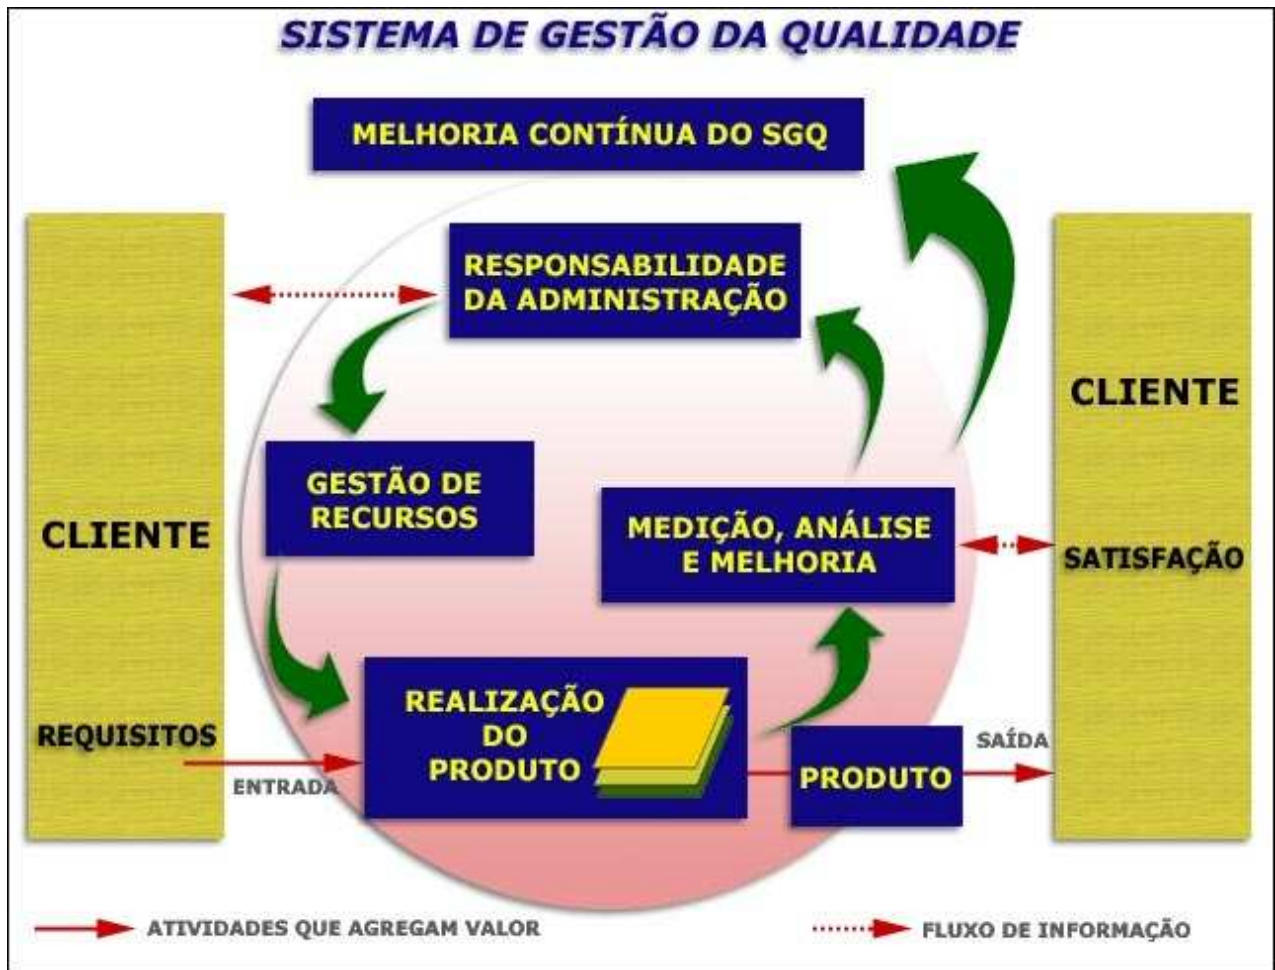 SISTEMA DE GESTÃO DA QUALIDADE
MELHORIA CONTÍNUA DO SGQ
RESPONSABILIDADE
DA ADMINISTRAÇÃO
CLIENTE
GESTÃO DE
RECURSOS
MEDIÇÃO, ANÁLISE
E MELHORIA
CLIENTE
SATISFAÇÃO
REQUISITOS
ENTRADA
REALIZAÇÃO
DO
PRODUTO
PRODUTO
SAÍDA
ATIVIDADES QUE AGREGAM VALOR
FLUXO DE INFORMAÇÃO